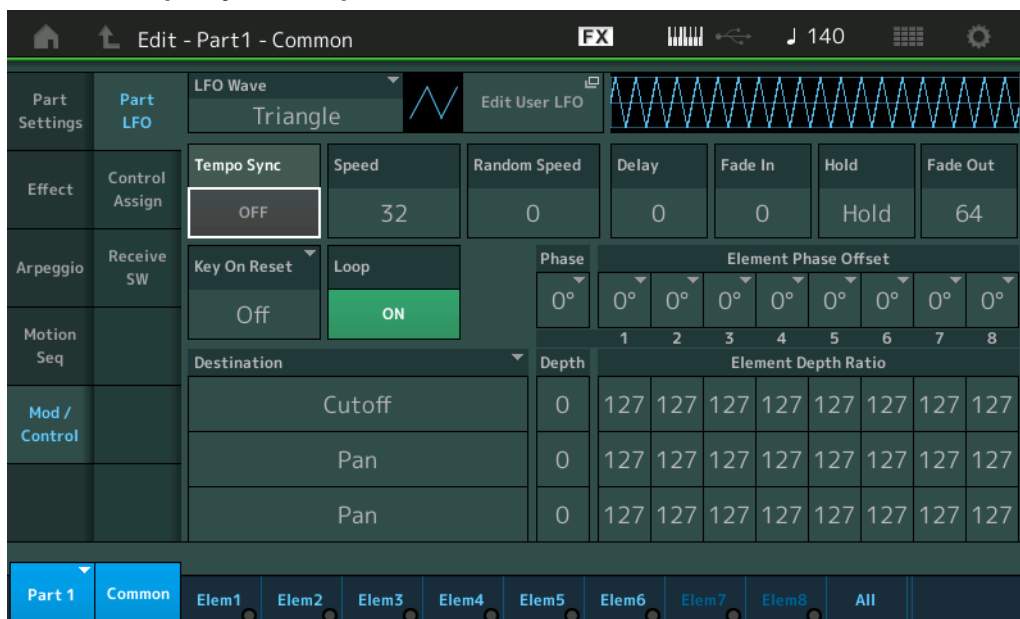 Edit - Part1 - Common FX 140
Part Settings
Part LFO
LFO Wave
Triangle
Edit User LFO
Effect
Control Assign
Tempo Sync
OFF
Speed
32
Random Speed
0
Delay
0
Fade In
0
Hold
Hold
Fade Out
64
Arpeggio
Receive SW
Key On Reset
Off
Loop
ON
Phase
0°
Element Phase Offset
0° 0° 0° 0° 0° 0° 0° 0°
1 2 3 4 5 6 7 8
Motion Seq
Mod / Control
Destination Depth Element Depth Ratio
Cutoff 0 127 127 127 127 127 127 127 127
Pan 0 127 127 127 127 127 127 127 127
Pan 0 127 127 127 127 127 127 127 127
Part 1 Common Elem1 Elem2 Elem3 Elem4 Elem5 Elem6 Elem7 Elem8 All